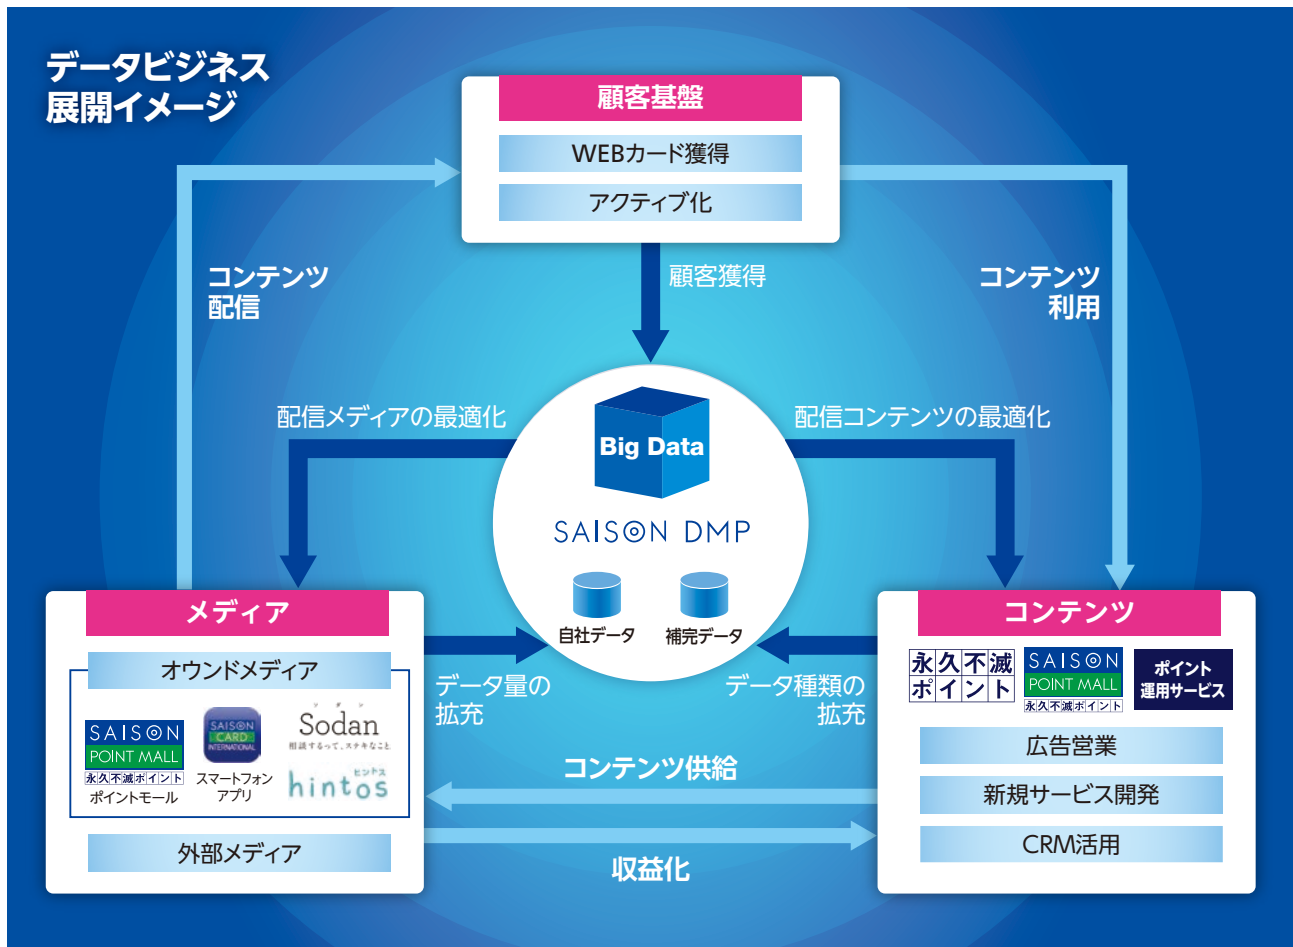 データビジネス
展開イメージ
顧客基盤
WEBカード獲得
アクティブ化
コンテンツ
配信
顧客獲得
コンテンツ
利用
配信メディアの最適化
配信コンテンツの最適化
Big Data
SAISON DMP
自社データ
補完データ
メディア
オウンドメディア
SAISON
POINT MALL
永久不滅ポイント
ポイントモール
SAISON
CARD
INTERNATIONAL
スマートフォン
アプリ
ソダン
Sodan
相談するって、ステキなこと
ヒントス
hintos
外部メディア
データ量の
拡充
データ種類の
拡充
コンテンツ供給
収益化
コンテンツ
永久不滅
ポイント
SAISON
POINT MALL
永久不滅ポイント
ポイント
運用サービス
広告営業
新規サービス開発
CRM活用